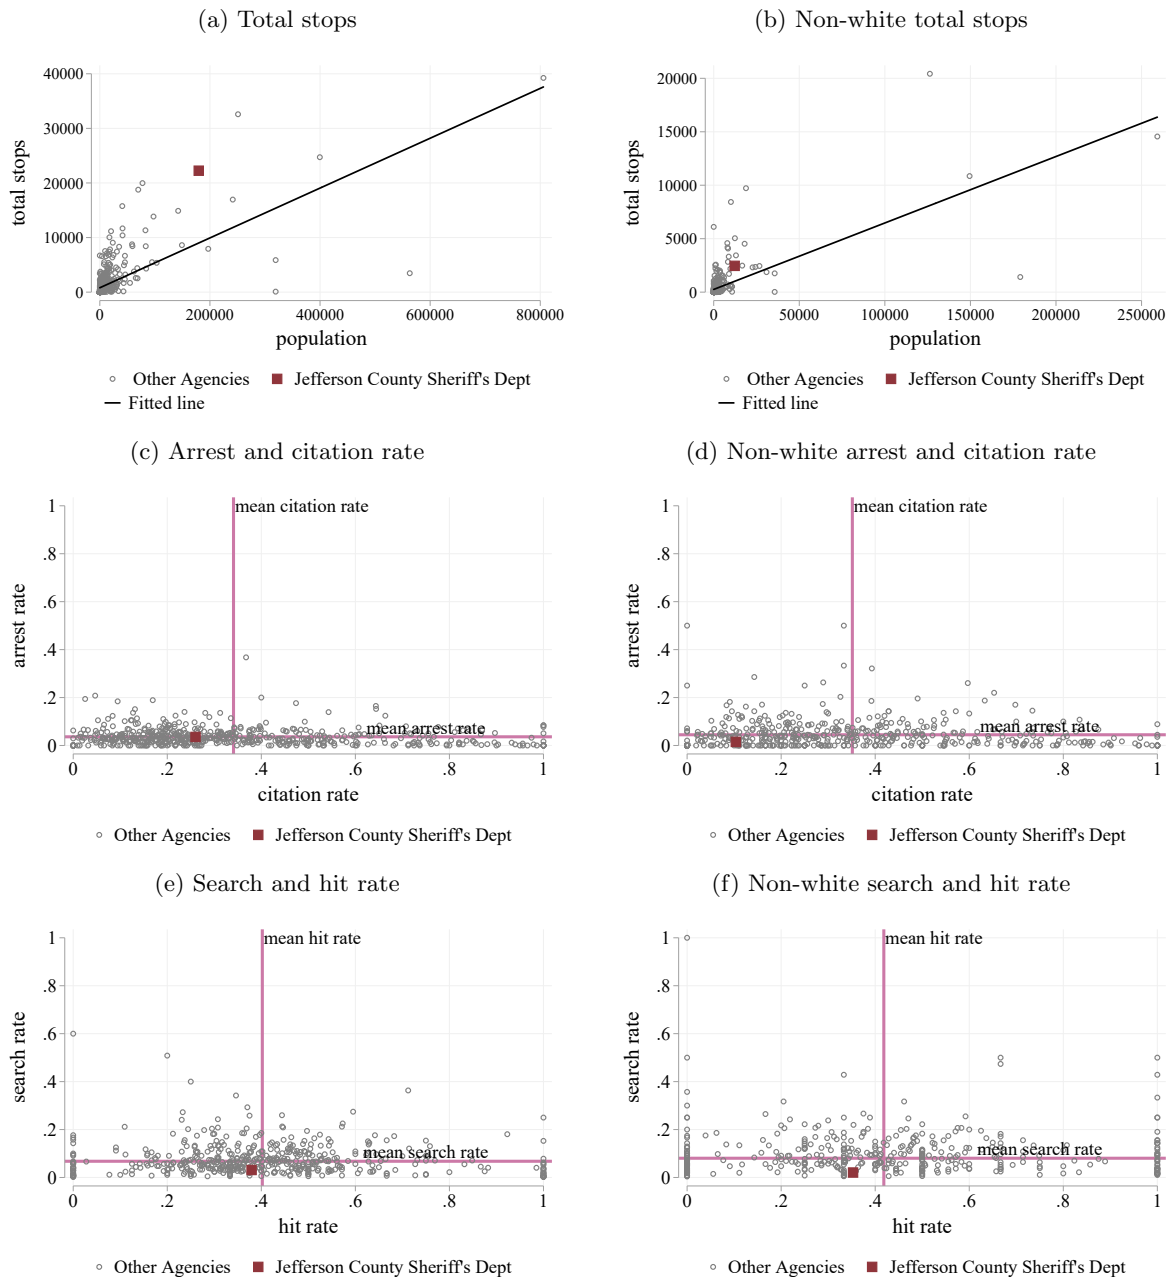 (a) Total stops
(b) Non-white total stops
total stops
40000
30000
20000
10000
0
0 200000 400000 600000 800000
population
Other Agencies Jefferson County Sheriff's Dept
Fitted line
total stops
20000
15000
10000
5000
0
0 50000 100000 150000 200000 250000
population
Other Agencies Jefferson County Sheriff's Dept
Fitted line
(c) Arrest and citation rate
(d) Non-white arrest and citation rate
arrest rate
1
.8
.6
.4
.2
0
mean citation rate
mean arrest rate
0 .2 .4 .6 .8 1
citation rate
Other Agencies Jefferson County Sheriff's Dept
arrest rate
1
.8
.6
.4
.2
0
mean citation rate
mean arrest rate
0 .2 .4 .6 .8 1
citation rate
Other Agencies Jefferson County Sheriff's Dept
(e) Search and hit rate
(f) Non-white search and hit rate
search rate
1
.8
.6
.4
.2
0
mean hit rate
mean search rate
0 .2 .4 .6 .8 1
hit rate
Other Agencies Jefferson County Sheriff's Dept
search rate
1
.8
.6
.4
.2
0
mean hit rate
mean search rate
0 .2 .4 .6 .8 1
hit rate
Other Agencies Jefferson County Sheriff's Dept